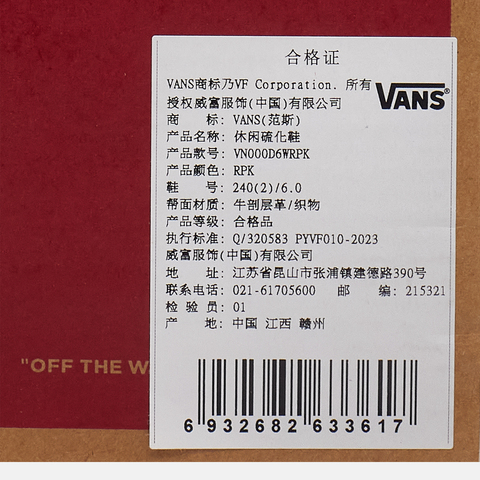 合格证
VANS商标乃VF Corporation. 所有
授权威富服饰(中国)有限公司
VANS®
商 标: VANS(范斯)
产品名称: 休闲硫化鞋
产品款号: VN000D6WRPK
产品颜色: RPK
鞋 号: 240(2)/6.0
帮面材质: 牛剖层革/织物
产品等级: 合格品
执行标准: Q/320583 PYVF010-2023
威富服饰(中国)有限公司
地 址: 江苏省昆山市张浦镇建德路390号
联系电话: 021-61705600 邮 编: 215321
检 验 员: 01
产 地: 中国 江西 赣州
"OFF THE W
6 932682 633617